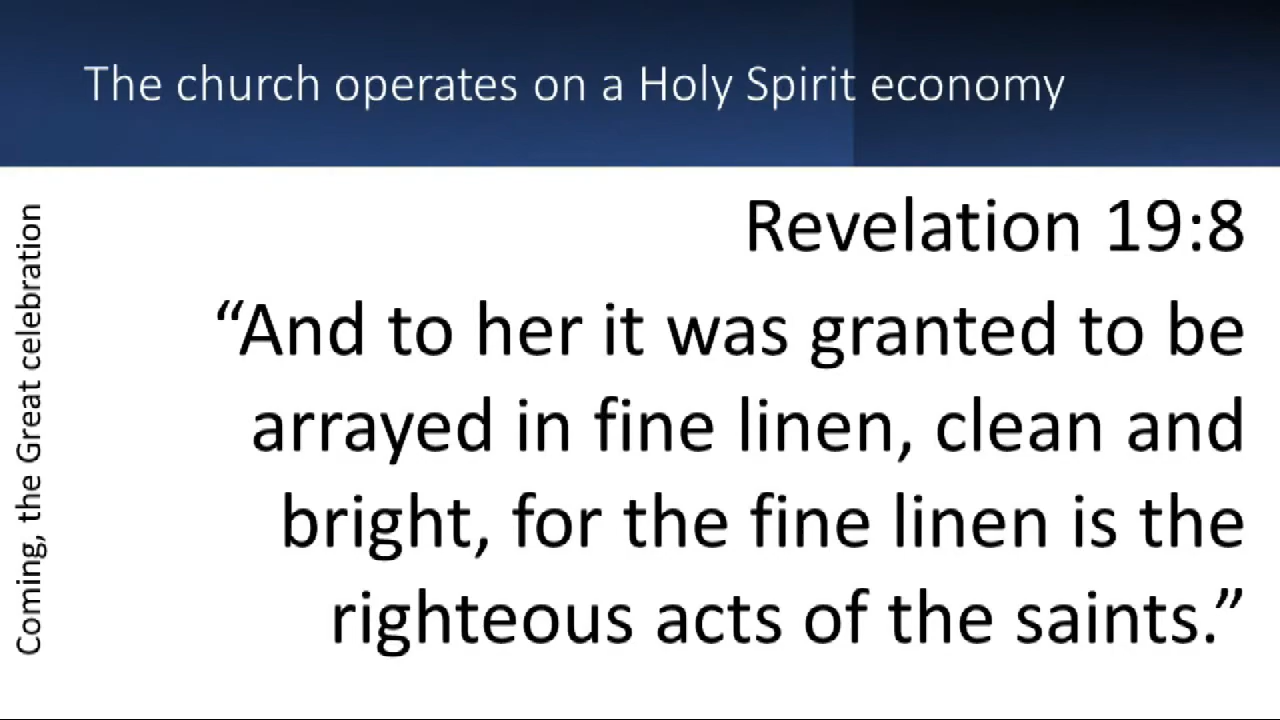 The church operates on a Holy Spirit economy
Coming, the Great celebration
Revelation 19:8
“And to her it was granted to be
arrayed in fine linen, clean and
bright, for the fine linen is the
righteous acts of the saints.”